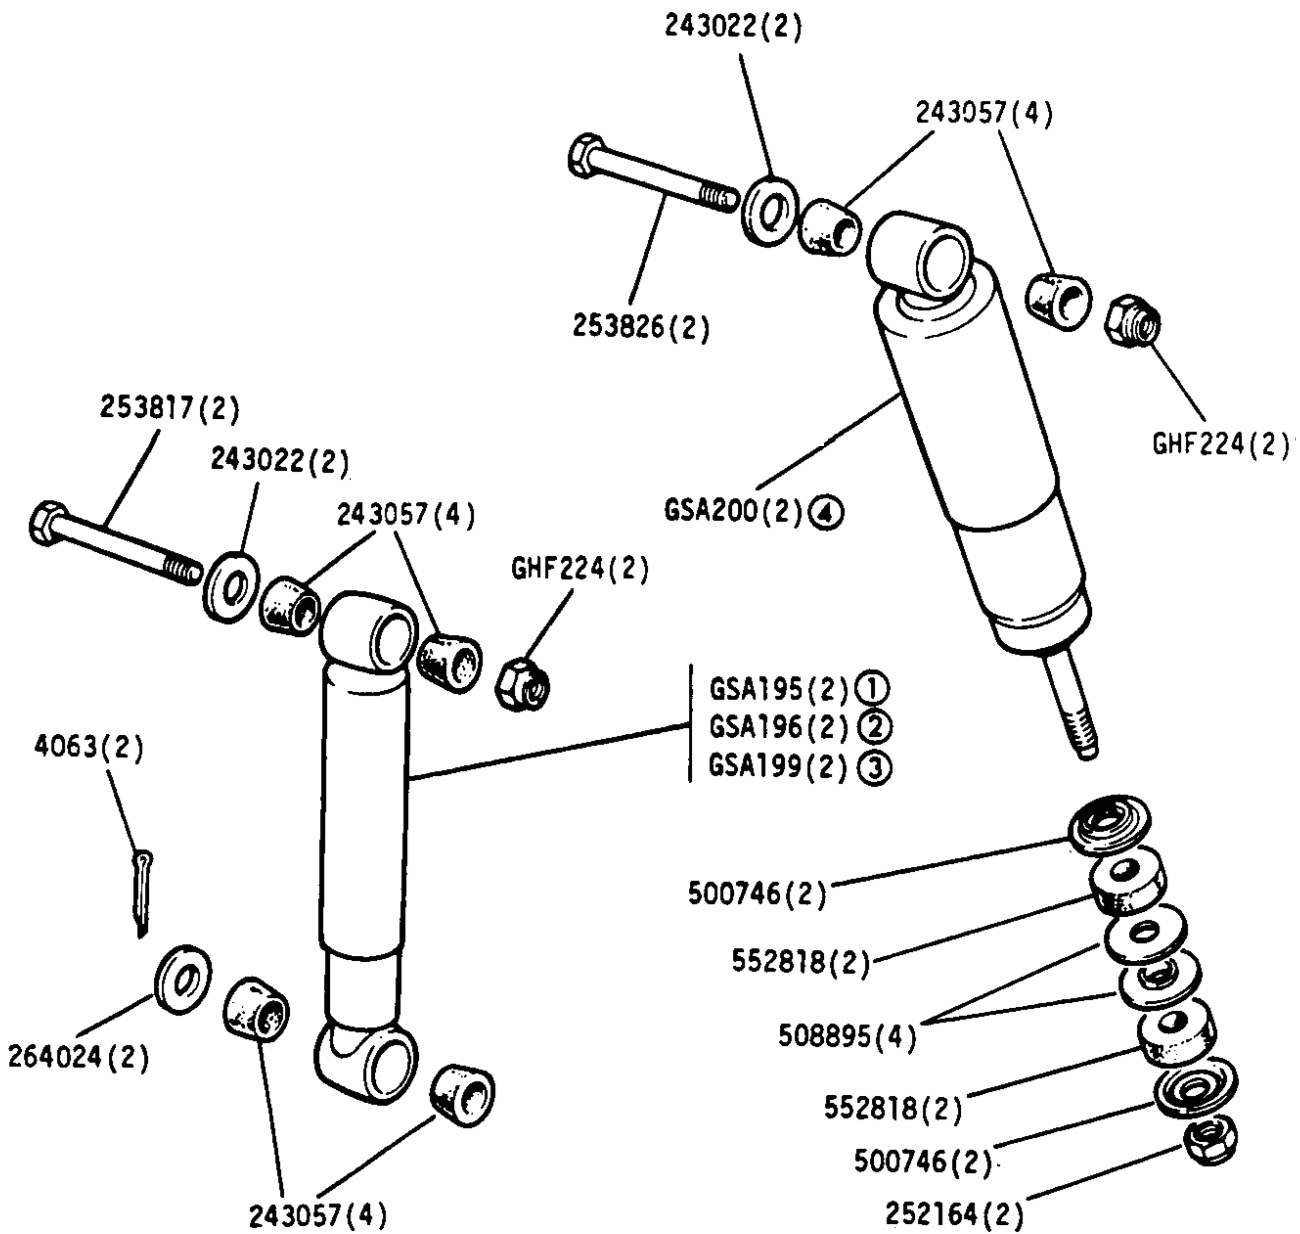 243022(2)
243057(4)
253826(2)
GHF224(2)
253817(2)
243022(2)
243057(4)
GSA200(2) ④
GHF224(2)
GSA195(2) ①
GSA196(2) ②
GSA199(2) ③
4063(2)
500746(2)
552818(2)
508895(4)
264024(2)
552818(2)
500746(2)
243057(4)
252164(2)